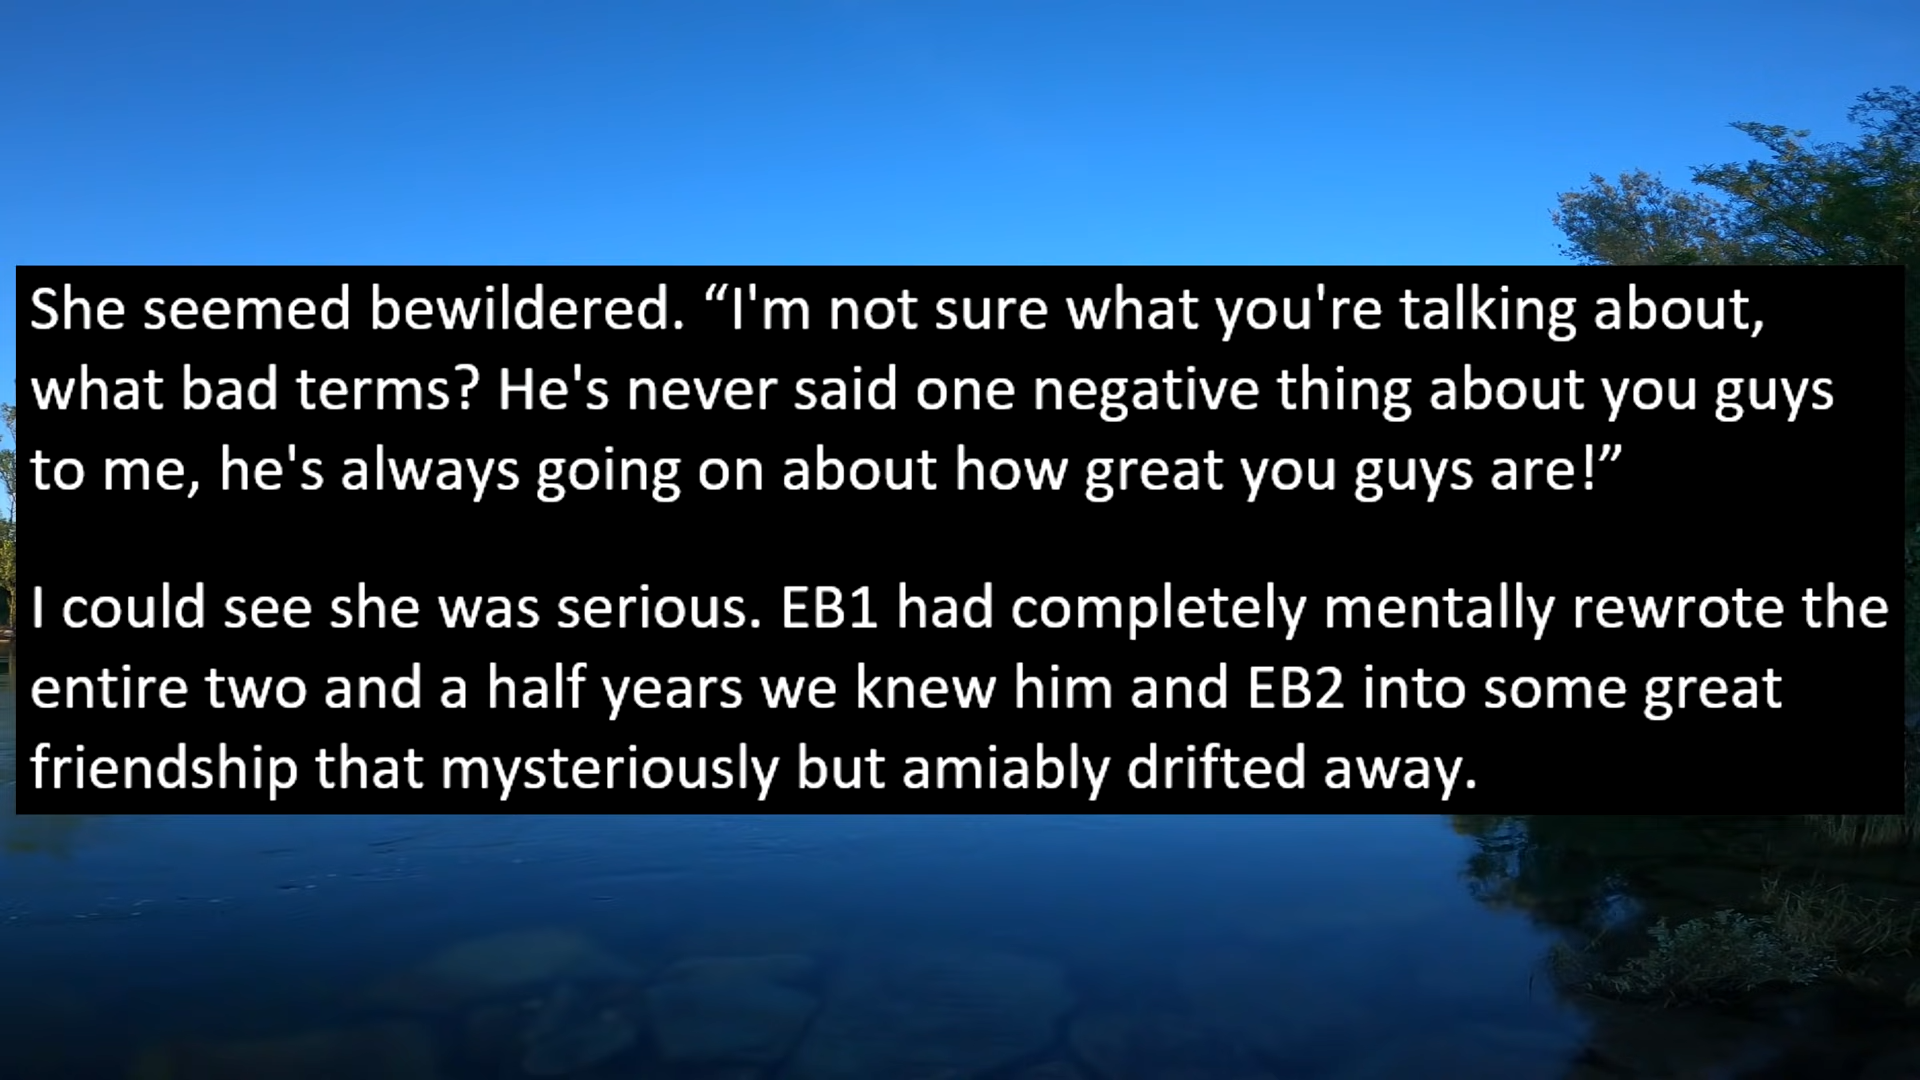 She seemed bewildered. “I'm not sure what you're talking about,
what bad terms? He's never said one negative thing about you guys
to me, he's always going on about how great you guys are!”
I could see she was serious. EB1 had completely mentally rewrote the
entire two and a half years we knew him and EB2 into some great
friendship that mysteriously but amiably drifted away.